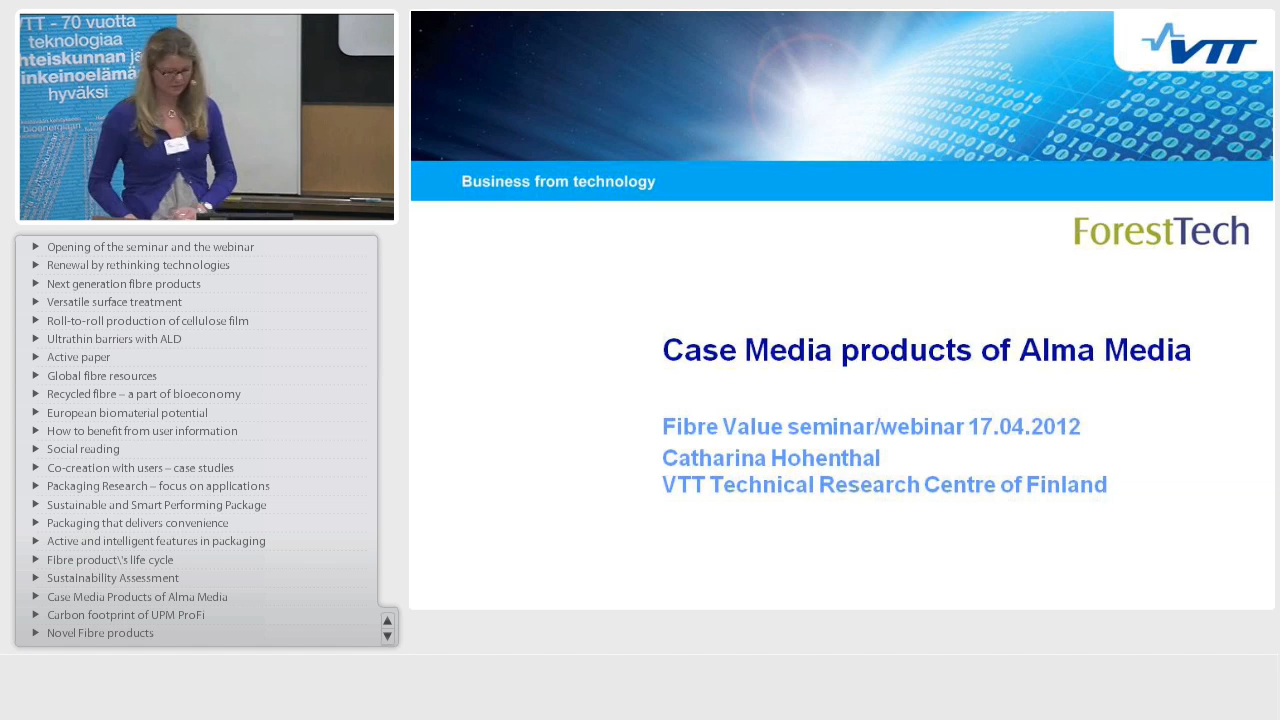 VTT - 70 vuotta
teknologiaa
hteiskunnan ja
inkeinoelämä
hyväksi
bioenergiaan
Opening of the seminar and the webinar
Renewal by rethinking technologies
Next generation fibre products
Versatile surface treatment
Roll-to-roll production of cellulose film
Ultrathin barriers with ALD
Active paper
Global fibre resources
Recycled fibre – a part of bioeconomy
European biomaterial potential
How to benefit from user information
Social reading
Co-creation with users – case studies
Packaging Research – focus on applications
Sustainable and Smart Performing Package
Packaging that delivers convenience
Active and intelligent features in packaging
Fibre product\'s life cycle
Sustainability Assessment
Case Media Products of Alma Media
Carbon footprint of UPM ProFi
Novel Fibre products
VTT
Business from technology
ForestTech
Case Media products of Alma Media
Fibre Value seminar/webinar 17.04.2012
Catharina Hohenthal
VTT Technical Research Centre of Finland